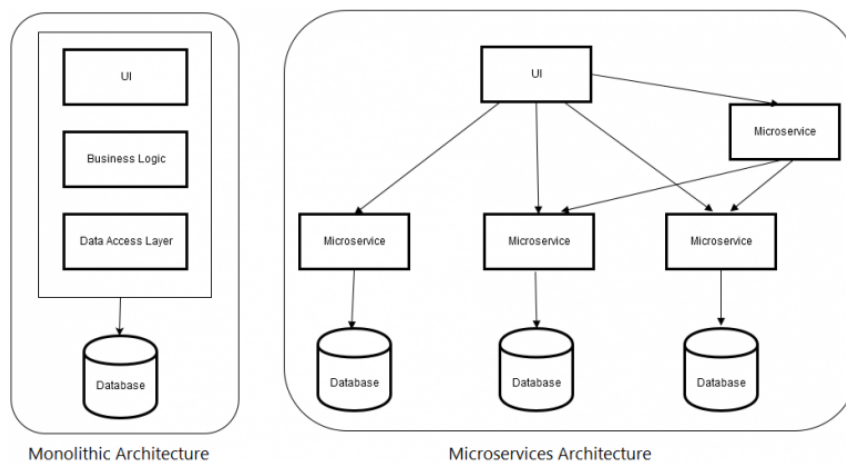 UI
Business Logic
Data Access Layer
Database
Monolithic Architecture
UI
Microservice
Microservice
Microservice
Microservice
Database
Database
Database
Microservices Architecture